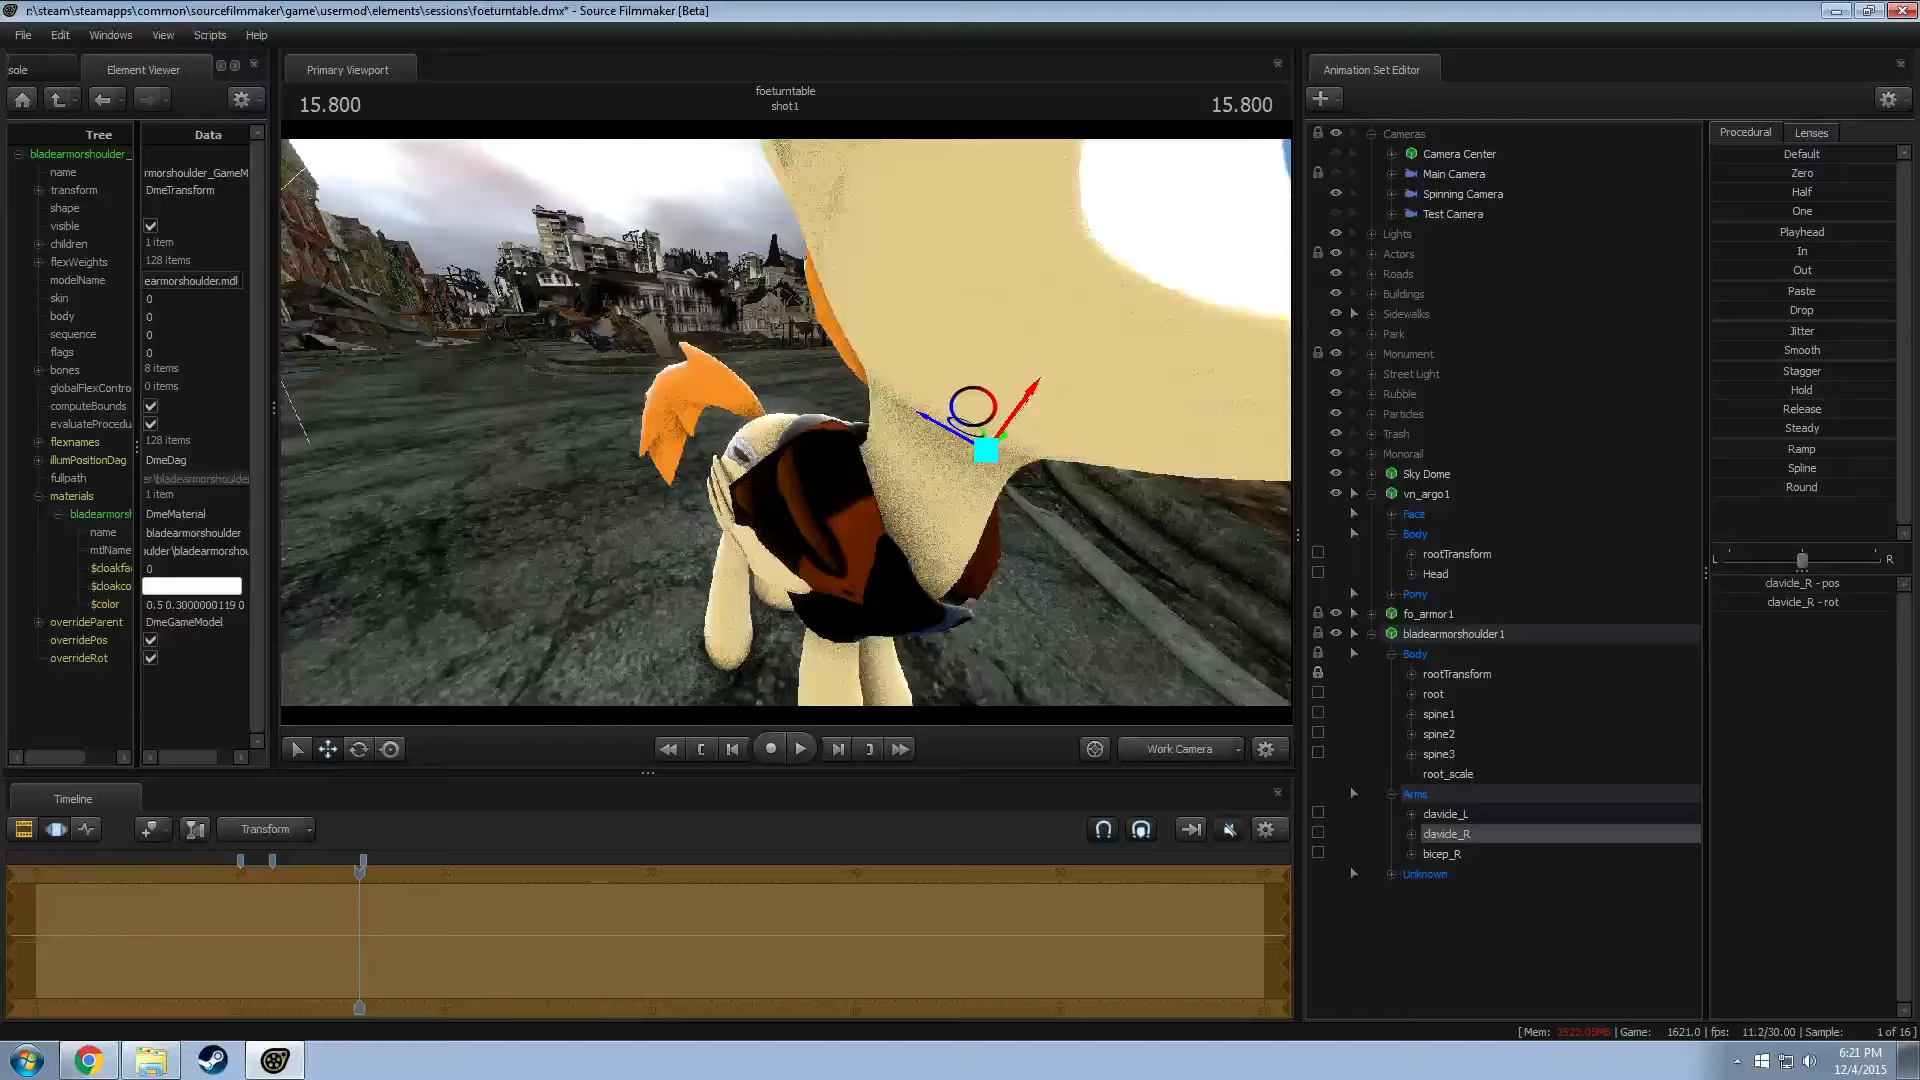 r:\steam\steamapps\common\sourcefilmmaker\game\usermod\elements\sessions\foeturntable.dmx* - Source Filmmaker [Beta]
File Edit Windows View Scripts Help
sole
Element Viewer
Tree Data
bladearmorshoulder_
name rmorshoulder_GameM
transform DmeTransform
shape
visible
children 1 item
flexWeights 128 items
modelName earmorshoulder.mdl
skin 0
body 0
sequence 0
flags 0
bones 8 items
globalFlexContro 0 items
computeBounds
evaluateProcedu
flexnames 128 items
illumPositionDag DmeDag
fullpath er\bladearmorshoulder
materials 1 item
bladearmorsh DmeMaterial
name bladearmorshoulder
mtlName oulder\bladearmorshou
$cloakfa 0
$cloakco
$color 0.5 0.3000000119 0
overrideParent DmeGameModel
overridePos
overrideRot
Primary Viewport
15.800
foeturntable
shot1
15.800
Work Camera
Timeline
Transform
Animation Set Editor
Cameras
Camera Center
Main Camera
Spinning Camera
Test Camera
Lights
Actors
Roads
Buildings
Sidewalks
Park
Monument
Street Light
Rubble
Particles
Trash
Monorail
Sky Dome
vn_argo1
Face
Body
rootTransform
Head
Pony
fo_armor1
bladearmorshoulder1
Body
rootTransform
root
spine1
spine2
spine3
root_scale
Arms
clavicle_L
clavicle_R
bicep_R
Unknown
Procedural Lenses
Default
Zero
Half
One
Playhead
In
Out
Paste
Drop
Jitter
Smooth
Stagger
Hold
Release
Steady
Ramp
Spline
Round
L R
clavicle_R - pos
clavicle_R - rot
[ Mem: 2522.05MB | Game: 1621.0 | fps: 11.2/30.00 | Sample: 1 of 16 ]
6:21 PM
12/4/2015